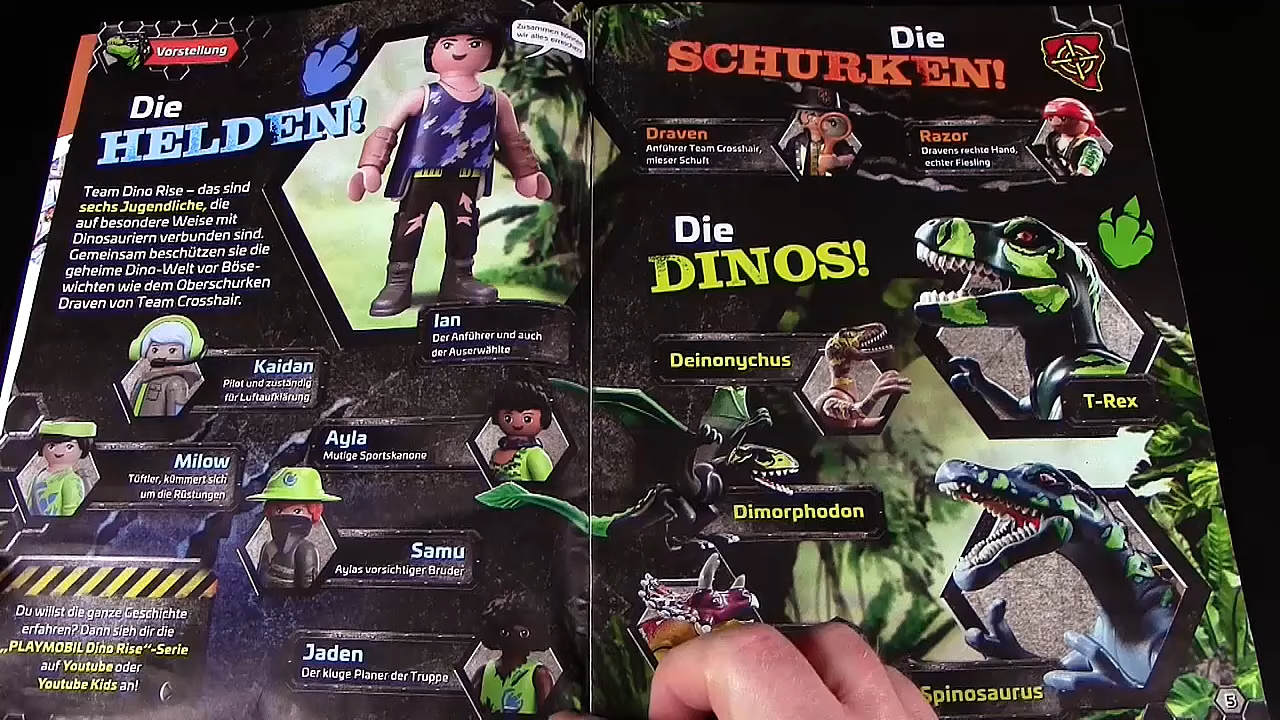 Vorstellung
Zusammen können
wir alles erreichen!
Die
HELDEN!
Team Dino Rise – das sind
sechs Jugendliche, die
auf besondere Weise mit
Dinosauriern verbunden sind.
Gemeinsam beschützen sie die
geheime Dino-Welt vor Böse-
wichten wie dem Oberschurken
Draven von Team Crosshair.
Ian
Der Anführer und auch
der Auserwählte
Kaidan
Pilot und zuständig
für Luftaufklärung
Ayla
Mutige Sportskanone
Milow
Tüftler, kümmert sich
um die Rüstungen
Samu
Aylas vorsichtiger Bruder
Du willst die ganze Geschichte
erfahren? Dann sieh dir die
„PLAYMOBIL Dino Rise“-Serie
auf Youtube oder
Youtube Kids an!
Jaden
Der kluge Planer der Truppe
Die
SCHURKEN!
Draven
Anführer Team Crosshair,
mieser Schuft
Razor
Dravens rechte Hand,
echter Fiesling
Die
DINOS!
Deinonychus
T-Rex
Dimorphodon
Spinosaurus
5